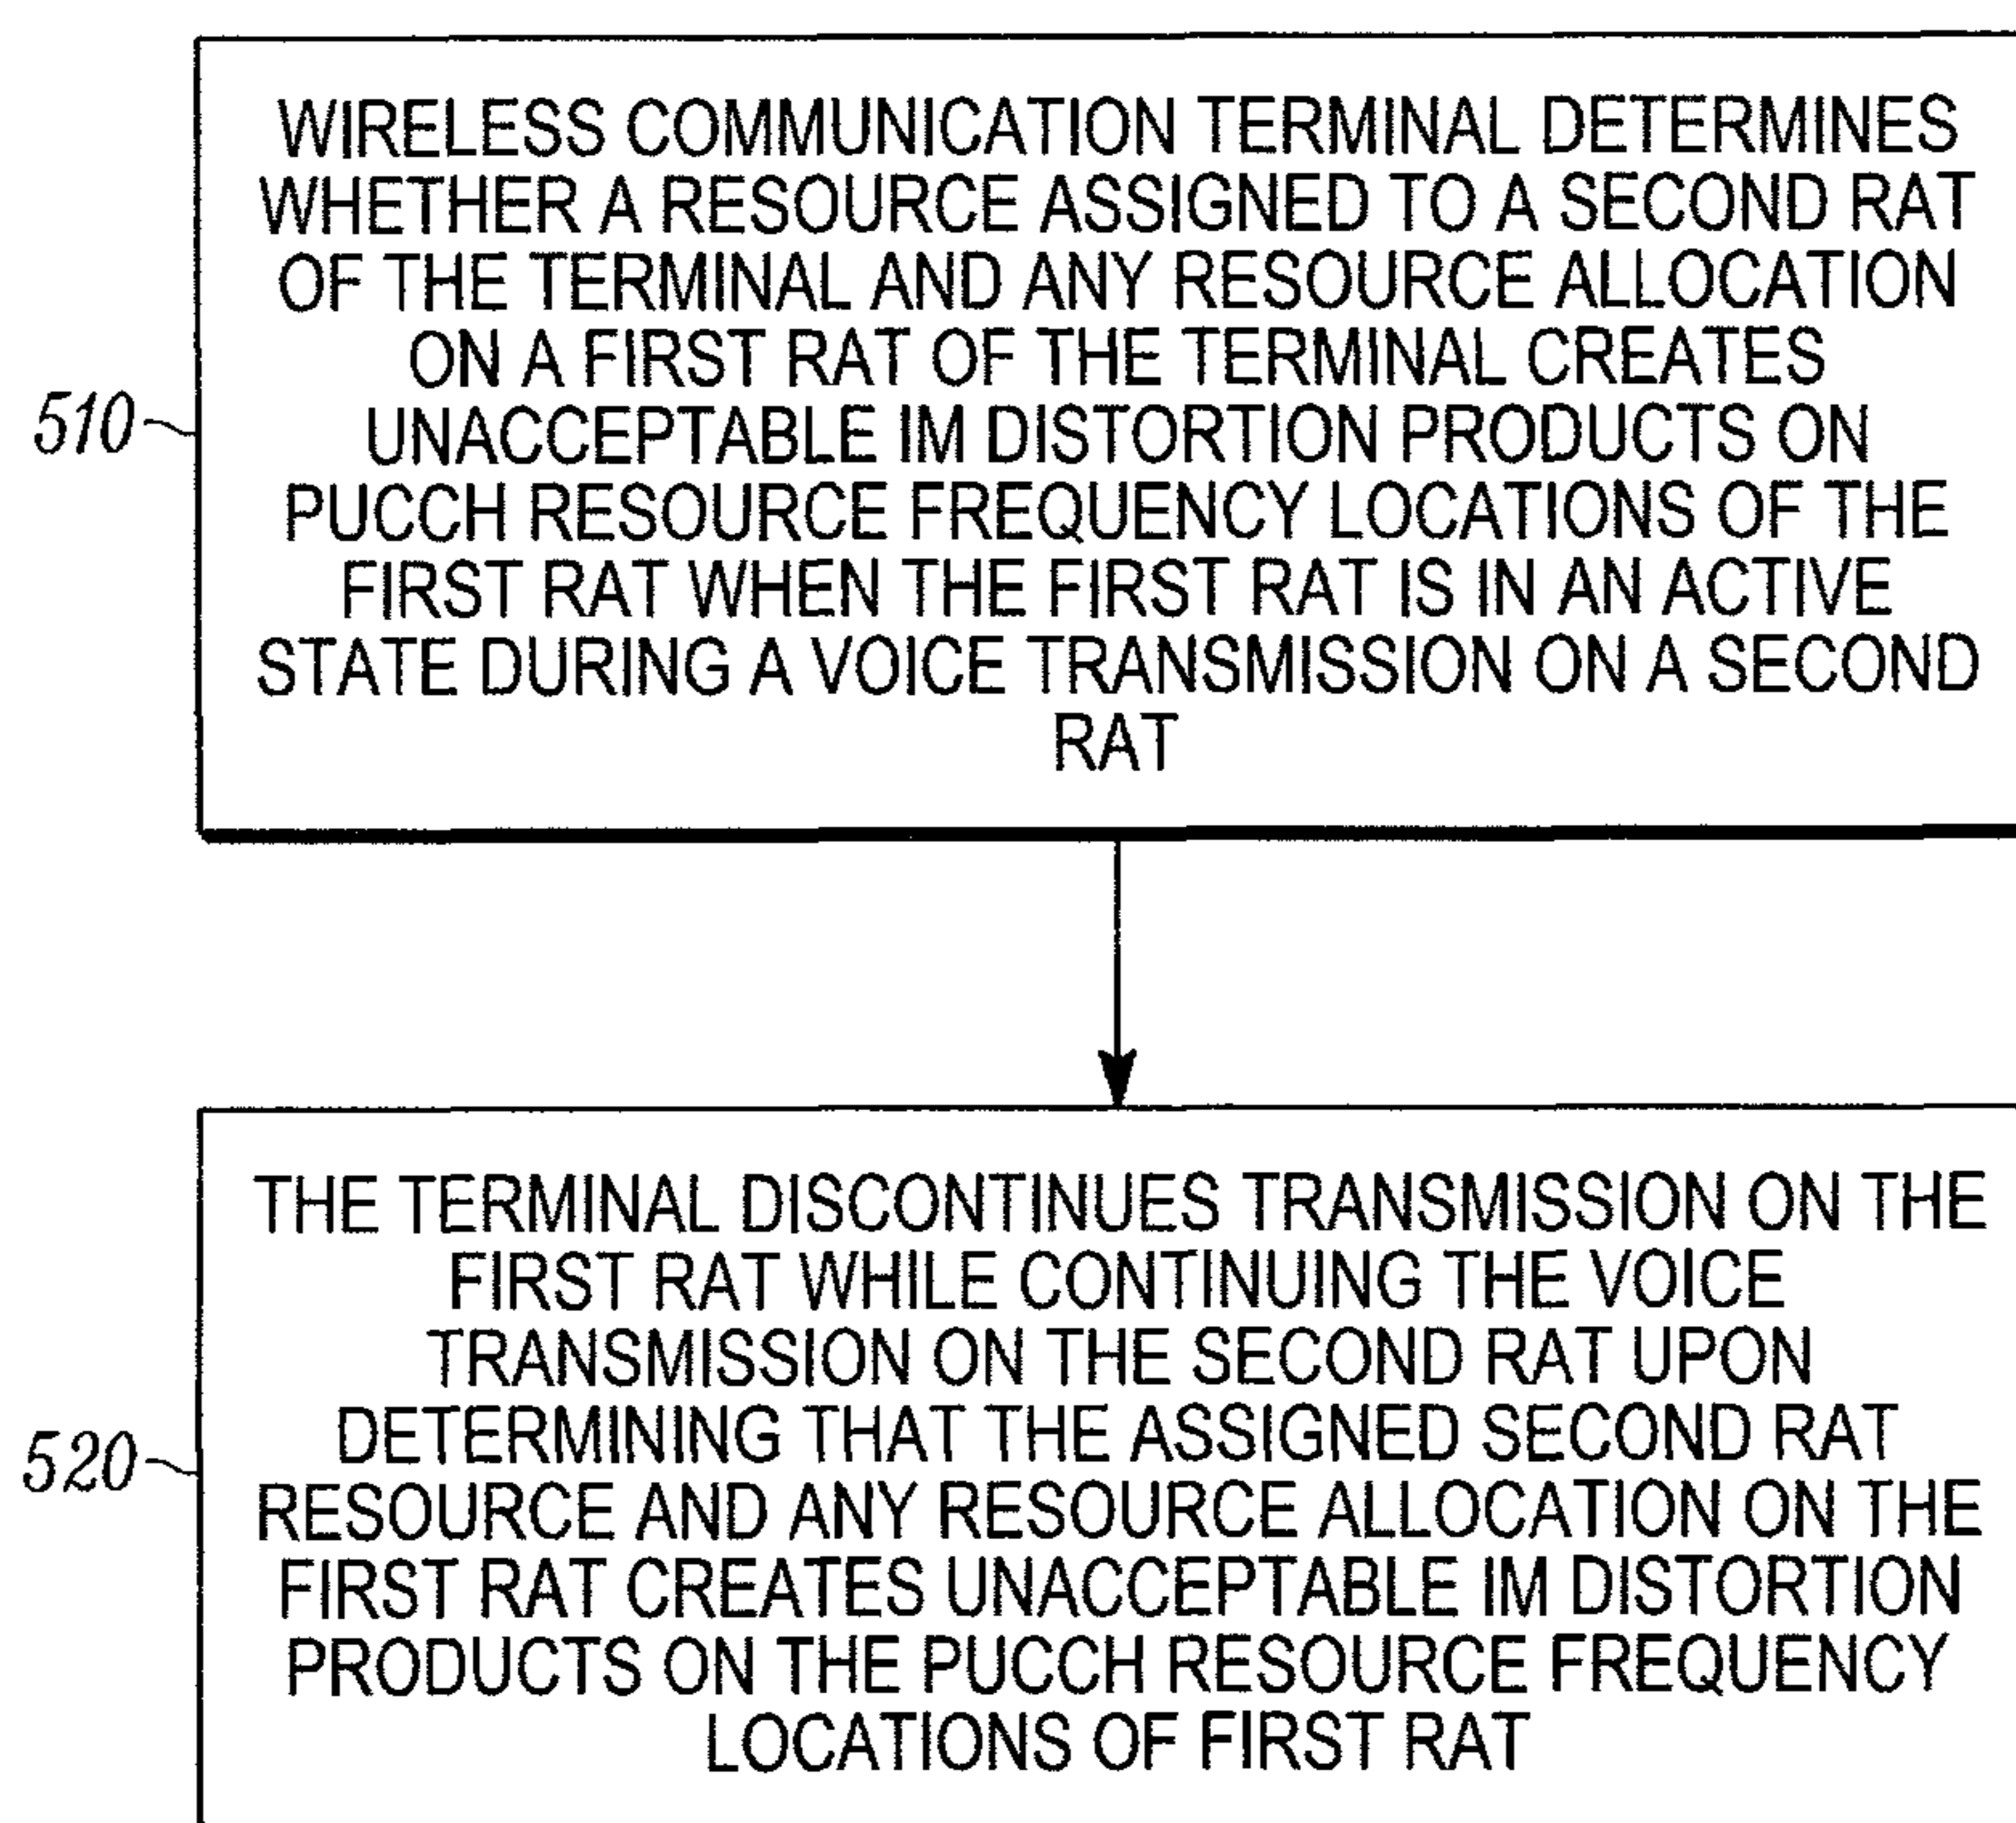 WIRELESS COMMUNICATION TERMINAL DETERMINES
WHETHER A RESOURCE ASSIGNED TO A SECOND RAT
OF THE TERMINAL AND ANY RESOURCE ALLOCATION
ON A FIRST RAT OF THE TERMINAL CREATES
UNACCEPTABLE IM DISTORTION PRODUCTS ON
PUCCH RESOURCE FREQUENCY LOCATIONS OF THE
FIRST RAT WHEN THE FIRST RAT IS IN AN ACTIVE
STATE DURING A VOICE TRANSMISSION ON A SECOND
RAT
510
THE TERMINAL DISCONTINUES TRANSMISSION ON THE
FIRST RAT WHILE CONTINUING THE VOICE
TRANSMISSION ON THE SECOND RAT UPON
DETERMINING THAT THE ASSIGNED SECOND RAT
RESOURCE AND ANY RESOURCE ALLOCATION ON THE
FIRST RAT CREATES UNACCEPTABLE IM DISTORTION
PRODUCTS ON THE PUCCH RESOURCE FREQUENCY
LOCATIONS OF FIRST RAT
520